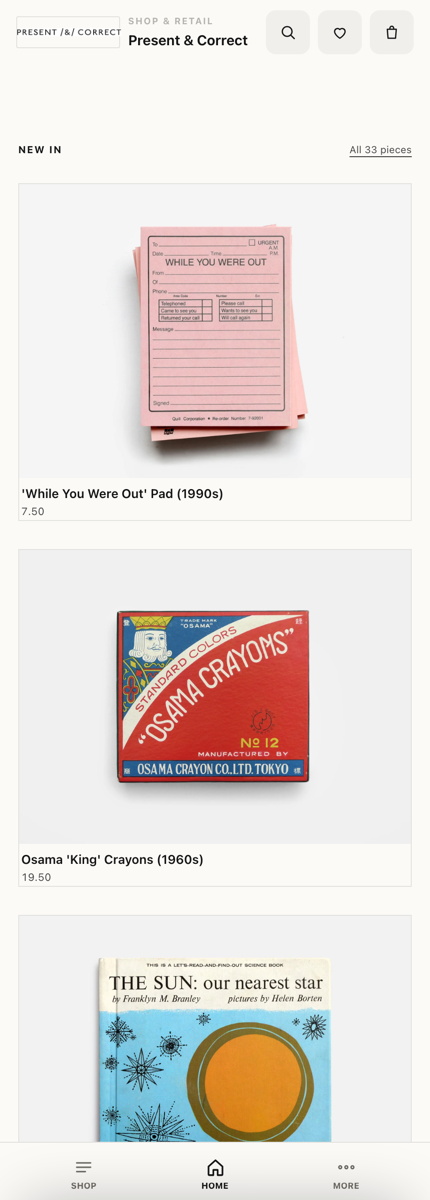 PRESENT /&/ CORRECT
SHOP & RETAIL
Present & Correct
NEW IN
All 33 pieces
To
URGENT
A.M.
Date
Time
P.M.
WHILE YOU WERE OUT
From
Of
Phone
Telephoned
Please call
Came to see you
Wants to see you
Returned your call
Will call again
Message
Signed
'While You Were Out' Pad (1990s)
7.50
TRADE MARK
"OSAMA"
STANDARD COLORS
"OSAMA CRAYONS"
No 12
MANUFACTURED BY
OSAMA CRAYON CO.,LTD. TOKYO
Osama 'King' Crayons (1960s)
19.50
THIS IS A LET'S-READ-AND-FIND-OUT SCIENCE BOOK
THE SUN: our nearest star
by Franklyn M. Branley pictures by Helen Borten
SHOP
HOME
MORE